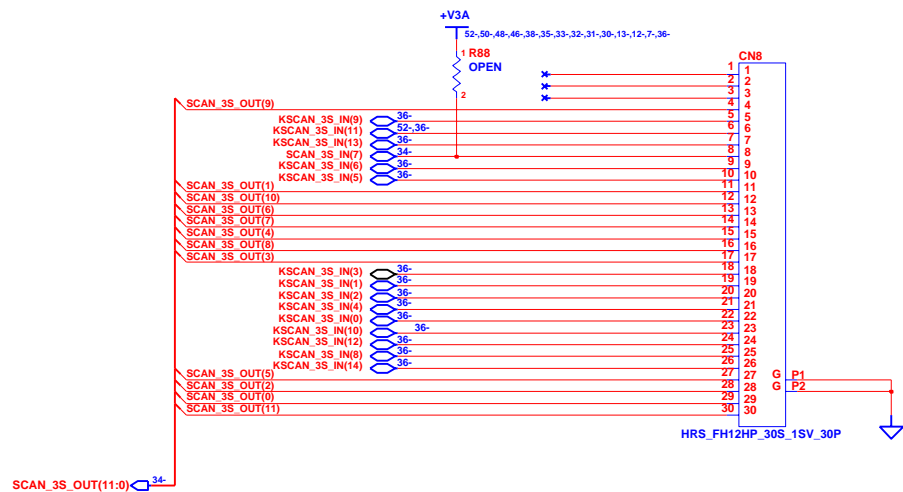 +V3A
52-,50-,48-,46-,38-,35-,33-,32-,31-,30-,13-,12-,7-,36-
1 R88
OPEN
2
CN8
1 1
2 2
3 3
SCAN_3S_OUT(9) 4 4
KSCAN_3S_IN(9) 36- 5 5
KSCAN_3S_IN(11) 52-,36- 6 6
KSCAN_3S_IN(13) 36- 7 7
SCAN_3S_IN(7) 34- 8 8
KSCAN_3S_IN(6) 36- 9 9
KSCAN_3S_IN(5) 36- 10 10
SCAN_3S_OUT(1) 11 11
SCAN_3S_OUT(10) 12 12
SCAN_3S_OUT(6) 13 13
SCAN_3S_OUT(7) 14 14
SCAN_3S_OUT(4) 15 15
SCAN_3S_OUT(8) 16 16
SCAN_3S_OUT(3) 17 17
KSCAN_3S_IN(3) 36- 18 18
KSCAN_3S_IN(1) 36- 19 19
KSCAN_3S_IN(2) 36- 20 20
KSCAN_3S_IN(4) 36- 21 21
KSCAN_3S_IN(0) 36- 22 22
KSCAN_3S_IN(10) 36- 23 23
KSCAN_3S_IN(12) 36- 24 24
KSCAN_3S_IN(8) 36- 25 25
KSCAN_3S_IN(14) 36- 26 26
SCAN_3S_OUT(5) 27 27 G P1
SCAN_3S_OUT(2) 28 28 G P2
SCAN_3S_OUT(0) 29 29
SCAN_3S_OUT(11) 30 30
HRS_FH12HP_30S_1SV_30P
SCAN_3S_OUT(11:0) 34-